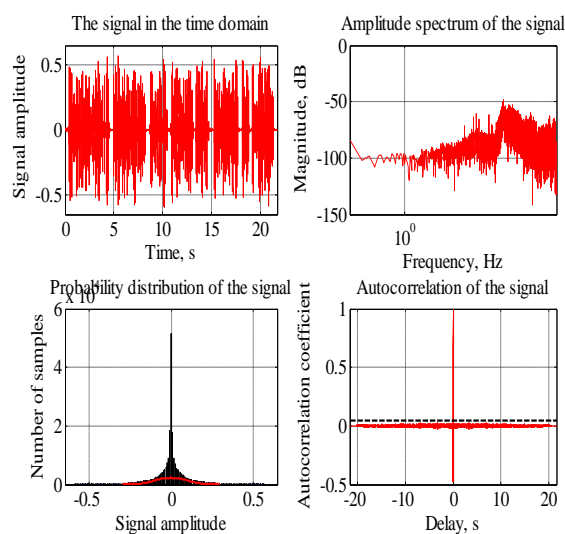 The signal in the time domain
Signal amplitude
0.5
0
-0.5
0 5 10 15 20
Time, s
Amplitude spectrum of the signal
Magnitude, dB
0
-50
-100
-150
10^0
Frequency, Hz
Probability distribution of the signal
Number of samples
6
4
2
0
-0.5 0 0.5
Signal amplitude
Autocorrelation of the signal
Autocorrelation coefficient
1
0.5
0
-0.5
-20 -10 0 10 20
Delay, s